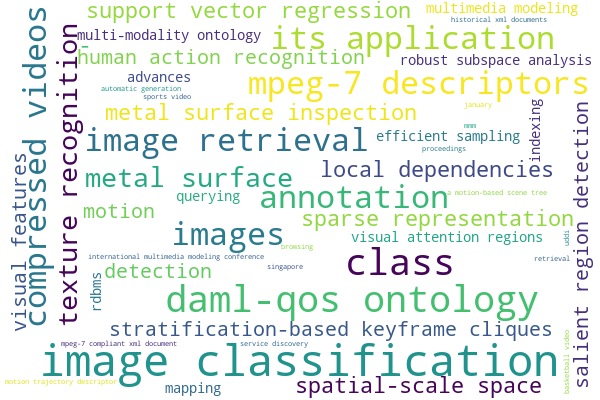 support vector regression
multimedia modeling
historical xml documents
multi-modality ontology
its application
human action recognition
robust subspace analysis
advances
mpeg-7 descriptors
automatic generation
sports video
metal surface inspection
january
image retrieval
efficient sampling
mmm
proceedings
indexing
metal surface
local dependencies
querying
annotation
a motion-based scene tree
motion
sparse representation
images
visual attention regions
uddi
browsing
international multimedia modeling conference
class
retrieval
detection
singapore
rdbms
daml-qos ontology
stratification-based keyframe cliques
mpeg-7 compliant xml document
service discovery
image classification
motion trajectory descriptor
mapping
spatial-scale space
basketball video
visual features
compressed videos
texture recognition
salient region detection